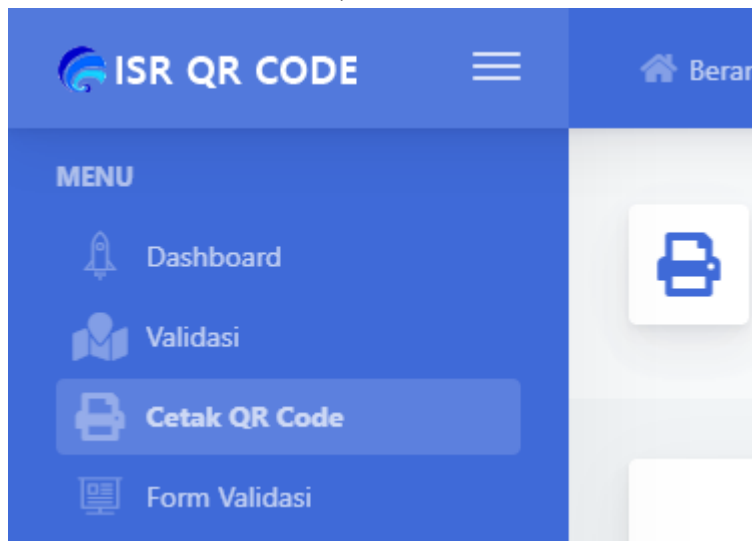 ISR QR CODE
MENU
Dashboard
Validasi
Cetak QR Code
Form Validasi